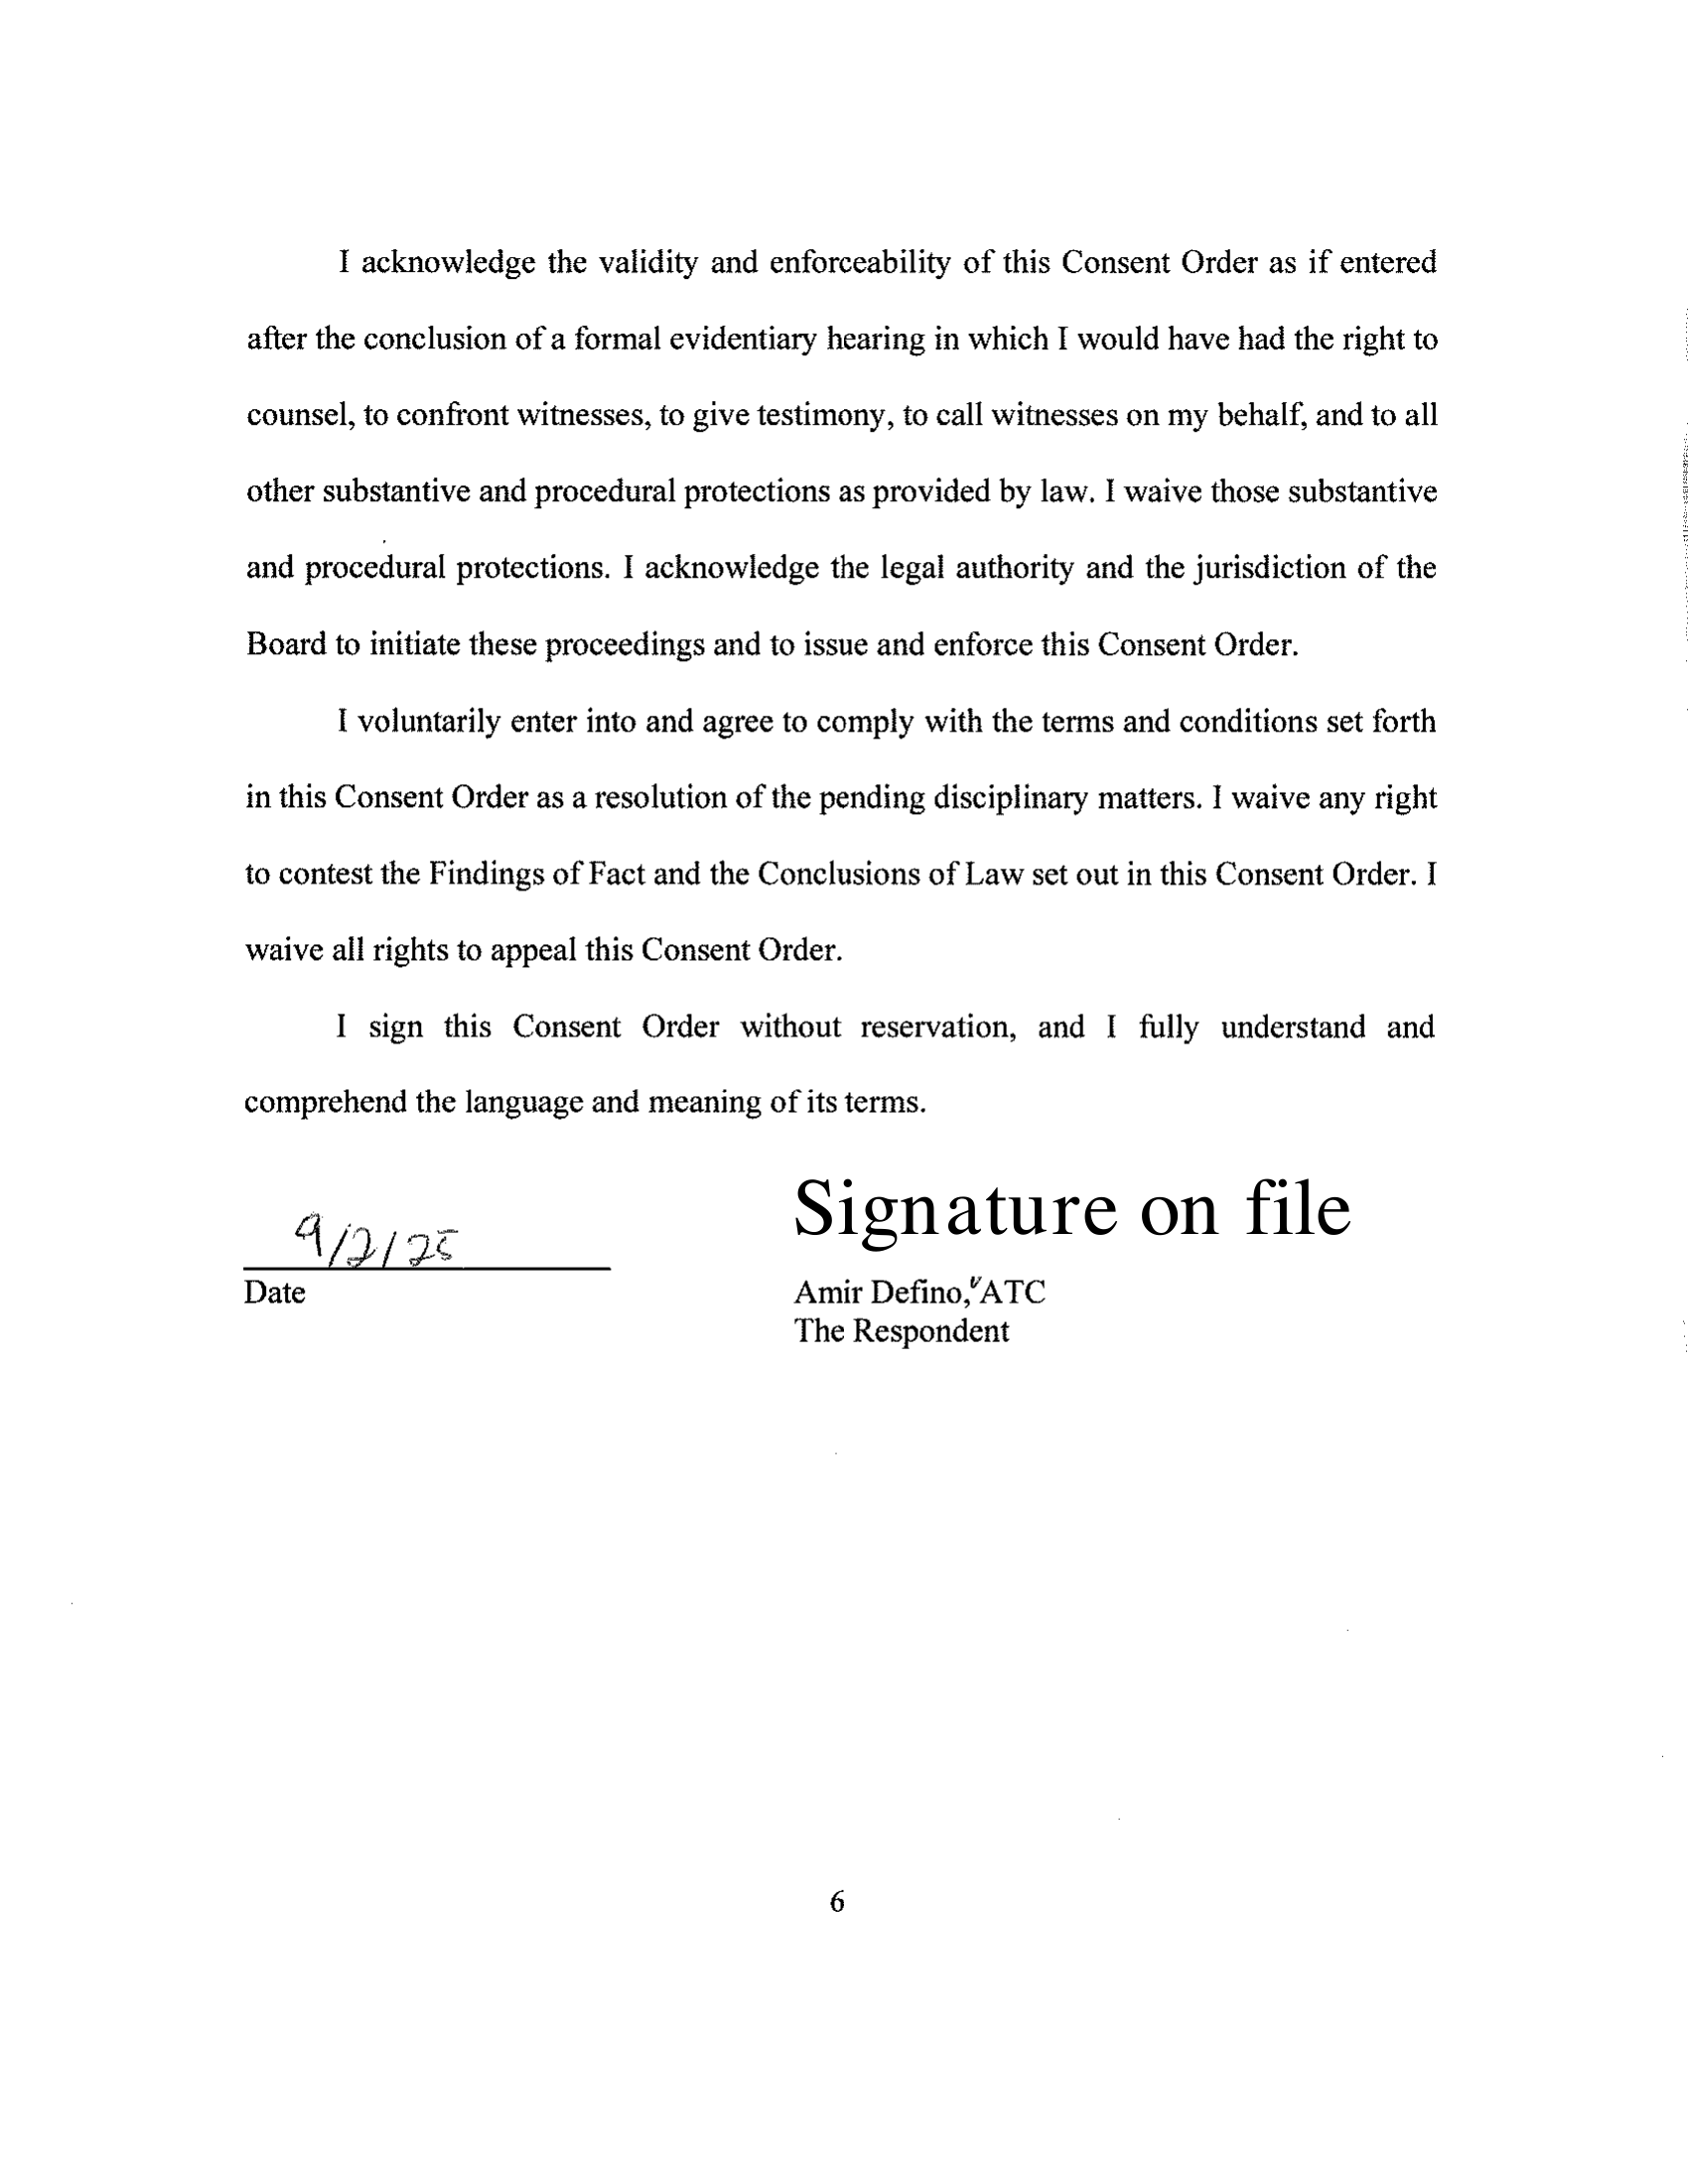 I acknowledge the validity and enforceability of this Consent Order as if entered
after the conclusion of a formal evidentiary hearing in which I would have had the right to
counsel, to confront witnesses, to give testimony, to call witnesses on my behalf, and to all
other substantive and procedural protections as provided by law. I waive those substantive
and procedural protections. I acknowledge the legal authority and the jurisdiction of the
Board to initiate these proceedings and to issue and enforce this Consent Order.
I voluntarily enter into and agree to comply with the terms and conditions set forth
in this Consent Order as a resolution of the pending disciplinary matters. I waive any right
to contest the Findings of Fact and the Conclusions of Law set out in this Consent Order. I
waive all rights to appeal this Consent Order.
I sign this Consent Order without reservation, and I fully understand and
comprehend the language and meaning of its terms.
Signature on file
9/2/25
Date
Amir Defino, ATC
The Respondent
6